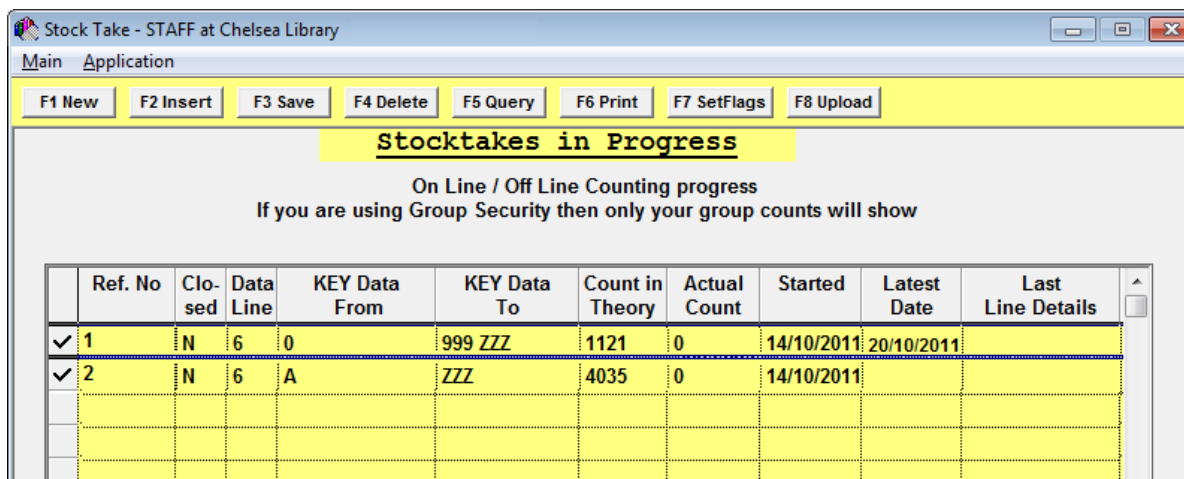 Stock Take - STAFF at Chelsea Library
Main Application
F1 New F2 Insert F3 Save F4 Delete F5 Query F6 Print F7 SetFlags F8 Upload
Stocktakes in Progress
On Line / Off Line Counting progress
If you are using Group Security then only your group counts will show
Ref. No Clo- Data KEY Data KEY Data Count in Actual Started Latest Last
sed Line From To Theory Count Date Line Details
1 N 6 0 999 ZZZ 1121 0 14/10/2011 20/10/2011
2 N 6 A ZZZ 4035 0 14/10/2011